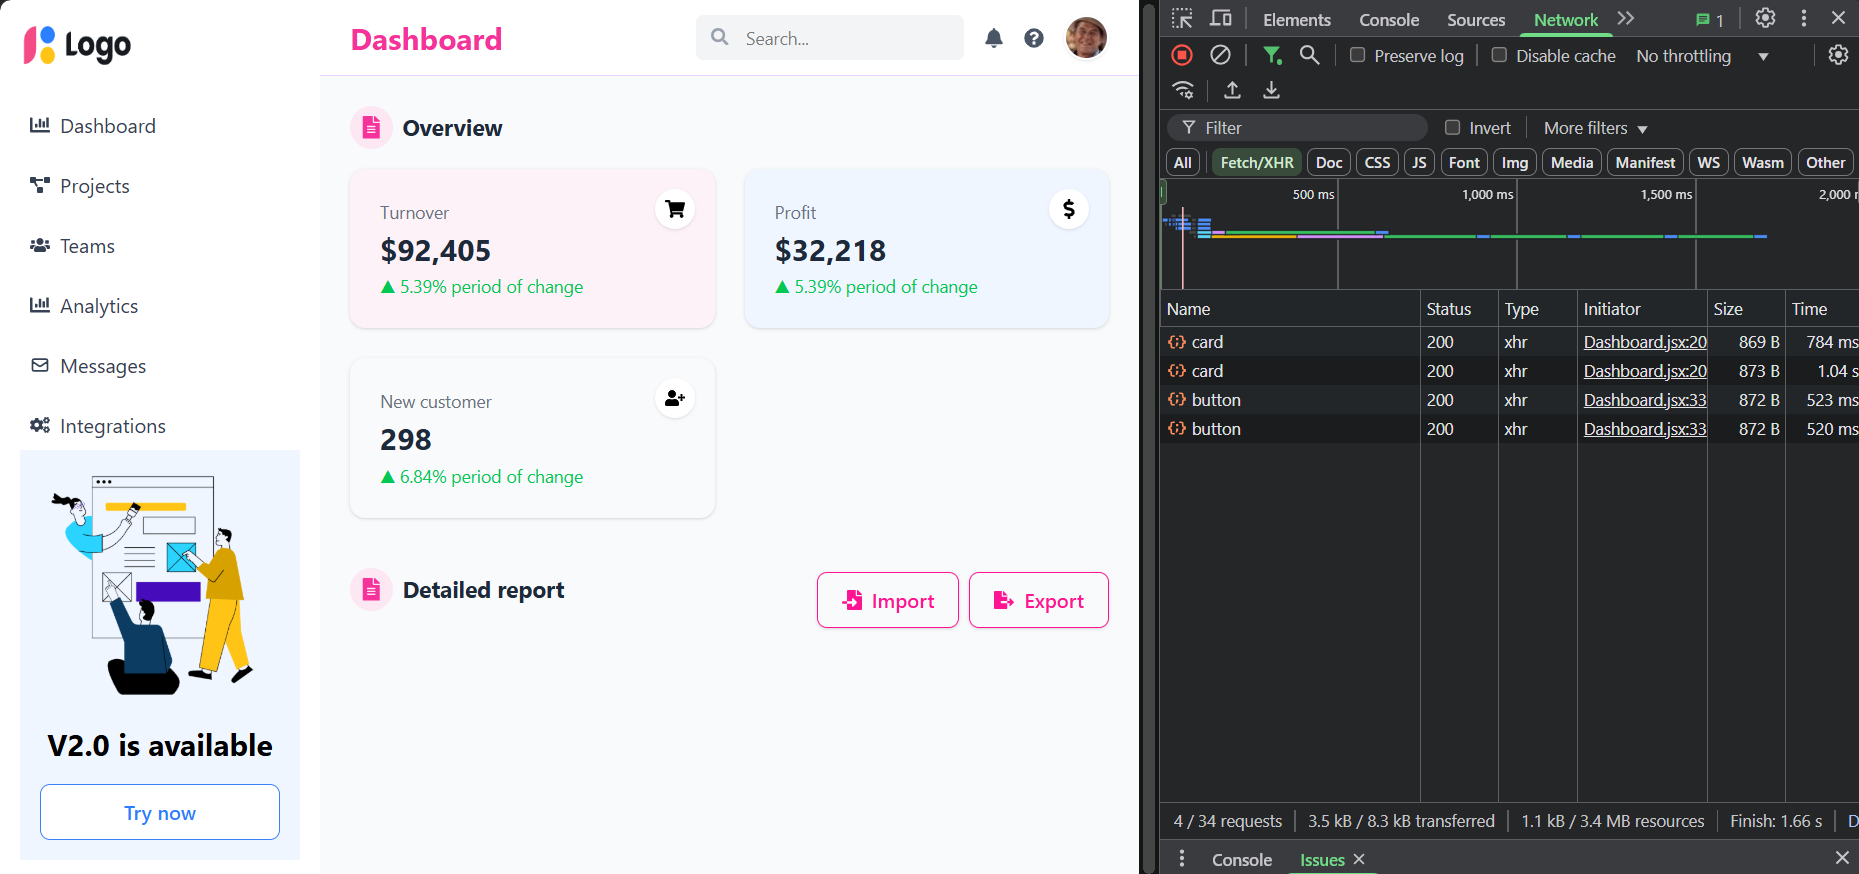 Logo
Dashboard
Search...
Dashboard
Projects
Teams
Analytics
Messages
Integrations
V2.0 is available
Try now
Overview
Turnover
$92,405
▲ 5.39% period of change
Profit
$
$32,218
▲ 5.39% period of change
New customer
298
▲ 6.84% period of change
Detailed report
Import
Export
Elements Console Sources Network 1
Preserve log Disable cache No throttling
Filter Invert More filters
All Fetch/XHR Doc CSS JS Font Img Media Manifest WS Wasm Other
500 ms 1,000 ms 1,500 ms 2,000
Name Status Type Initiator Size Time
card 200 xhr Dashboard.jsx:20 869 B 784 ms
card 200 xhr Dashboard.jsx:20 873 B 1.04 s
button 200 xhr Dashboard.jsx:33 872 B 523 ms
button 200 xhr Dashboard.jsx:33 872 B 520 ms
4 / 34 requests 3.5 kB / 8.3 kB transferred 1.1 kB / 3.4 MB resources Finish: 1.66 s D
Console Issues